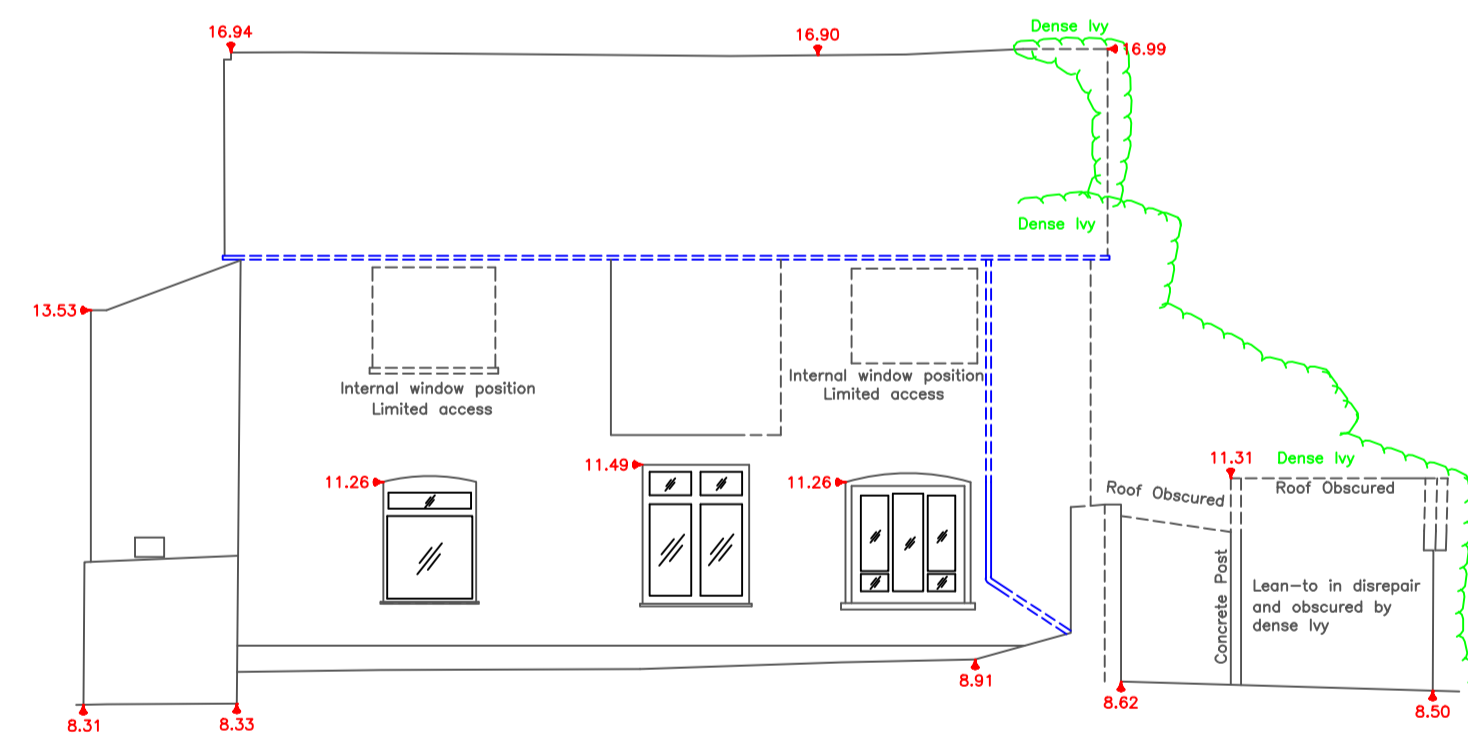 Dense Ivy
16.94
16.90
16.99
Dense Ivy
13.53
Internal window position
Limited access
Internal window position
Limited access
11.26
11.49
11.26
11.31
Dense Ivy
Roof Obscured
Roof Obscured
Concrete Post
Lean-to in disrepair
and obscured by
dense Ivy
8.91
8.62
8.50
8.31
8.33